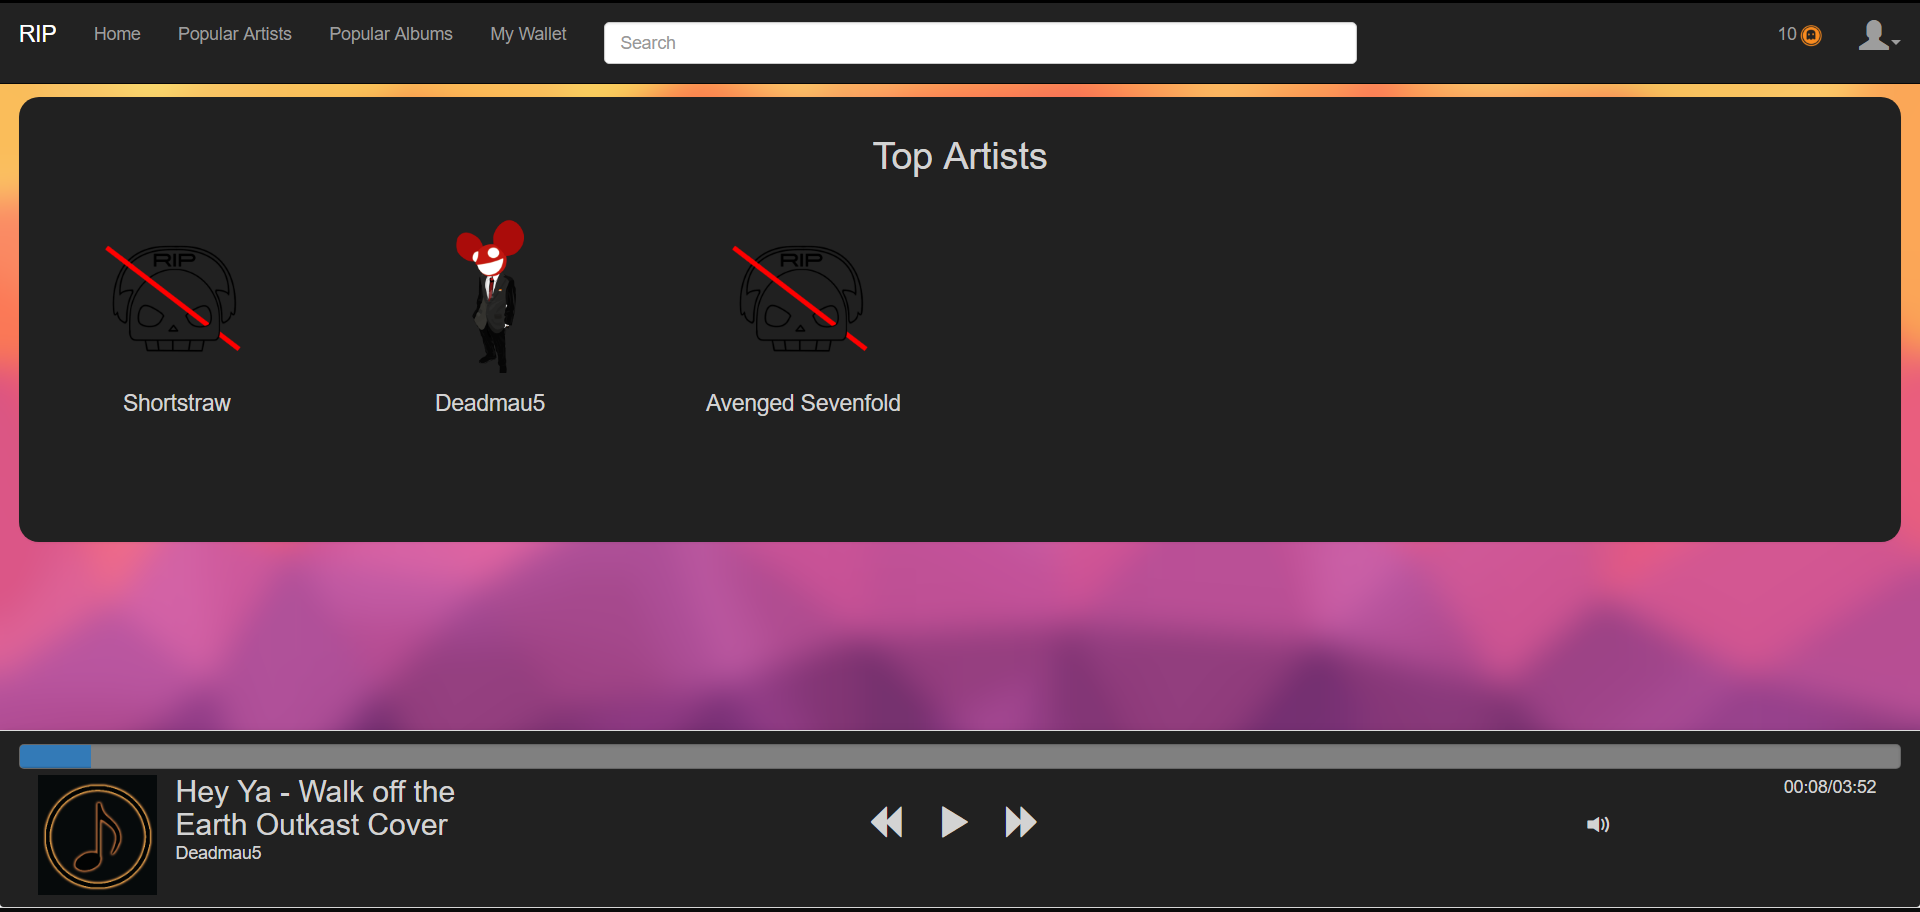 RIP Home Popular Artists Popular Albums My Wallet Search 10
Top Artists
RIP RIP
Shortstraw Deadmau5 Avenged Sevenfold
Hey Ya - Walk off the
Earth Outkast Cover
Deadmau5
00:08/03:52